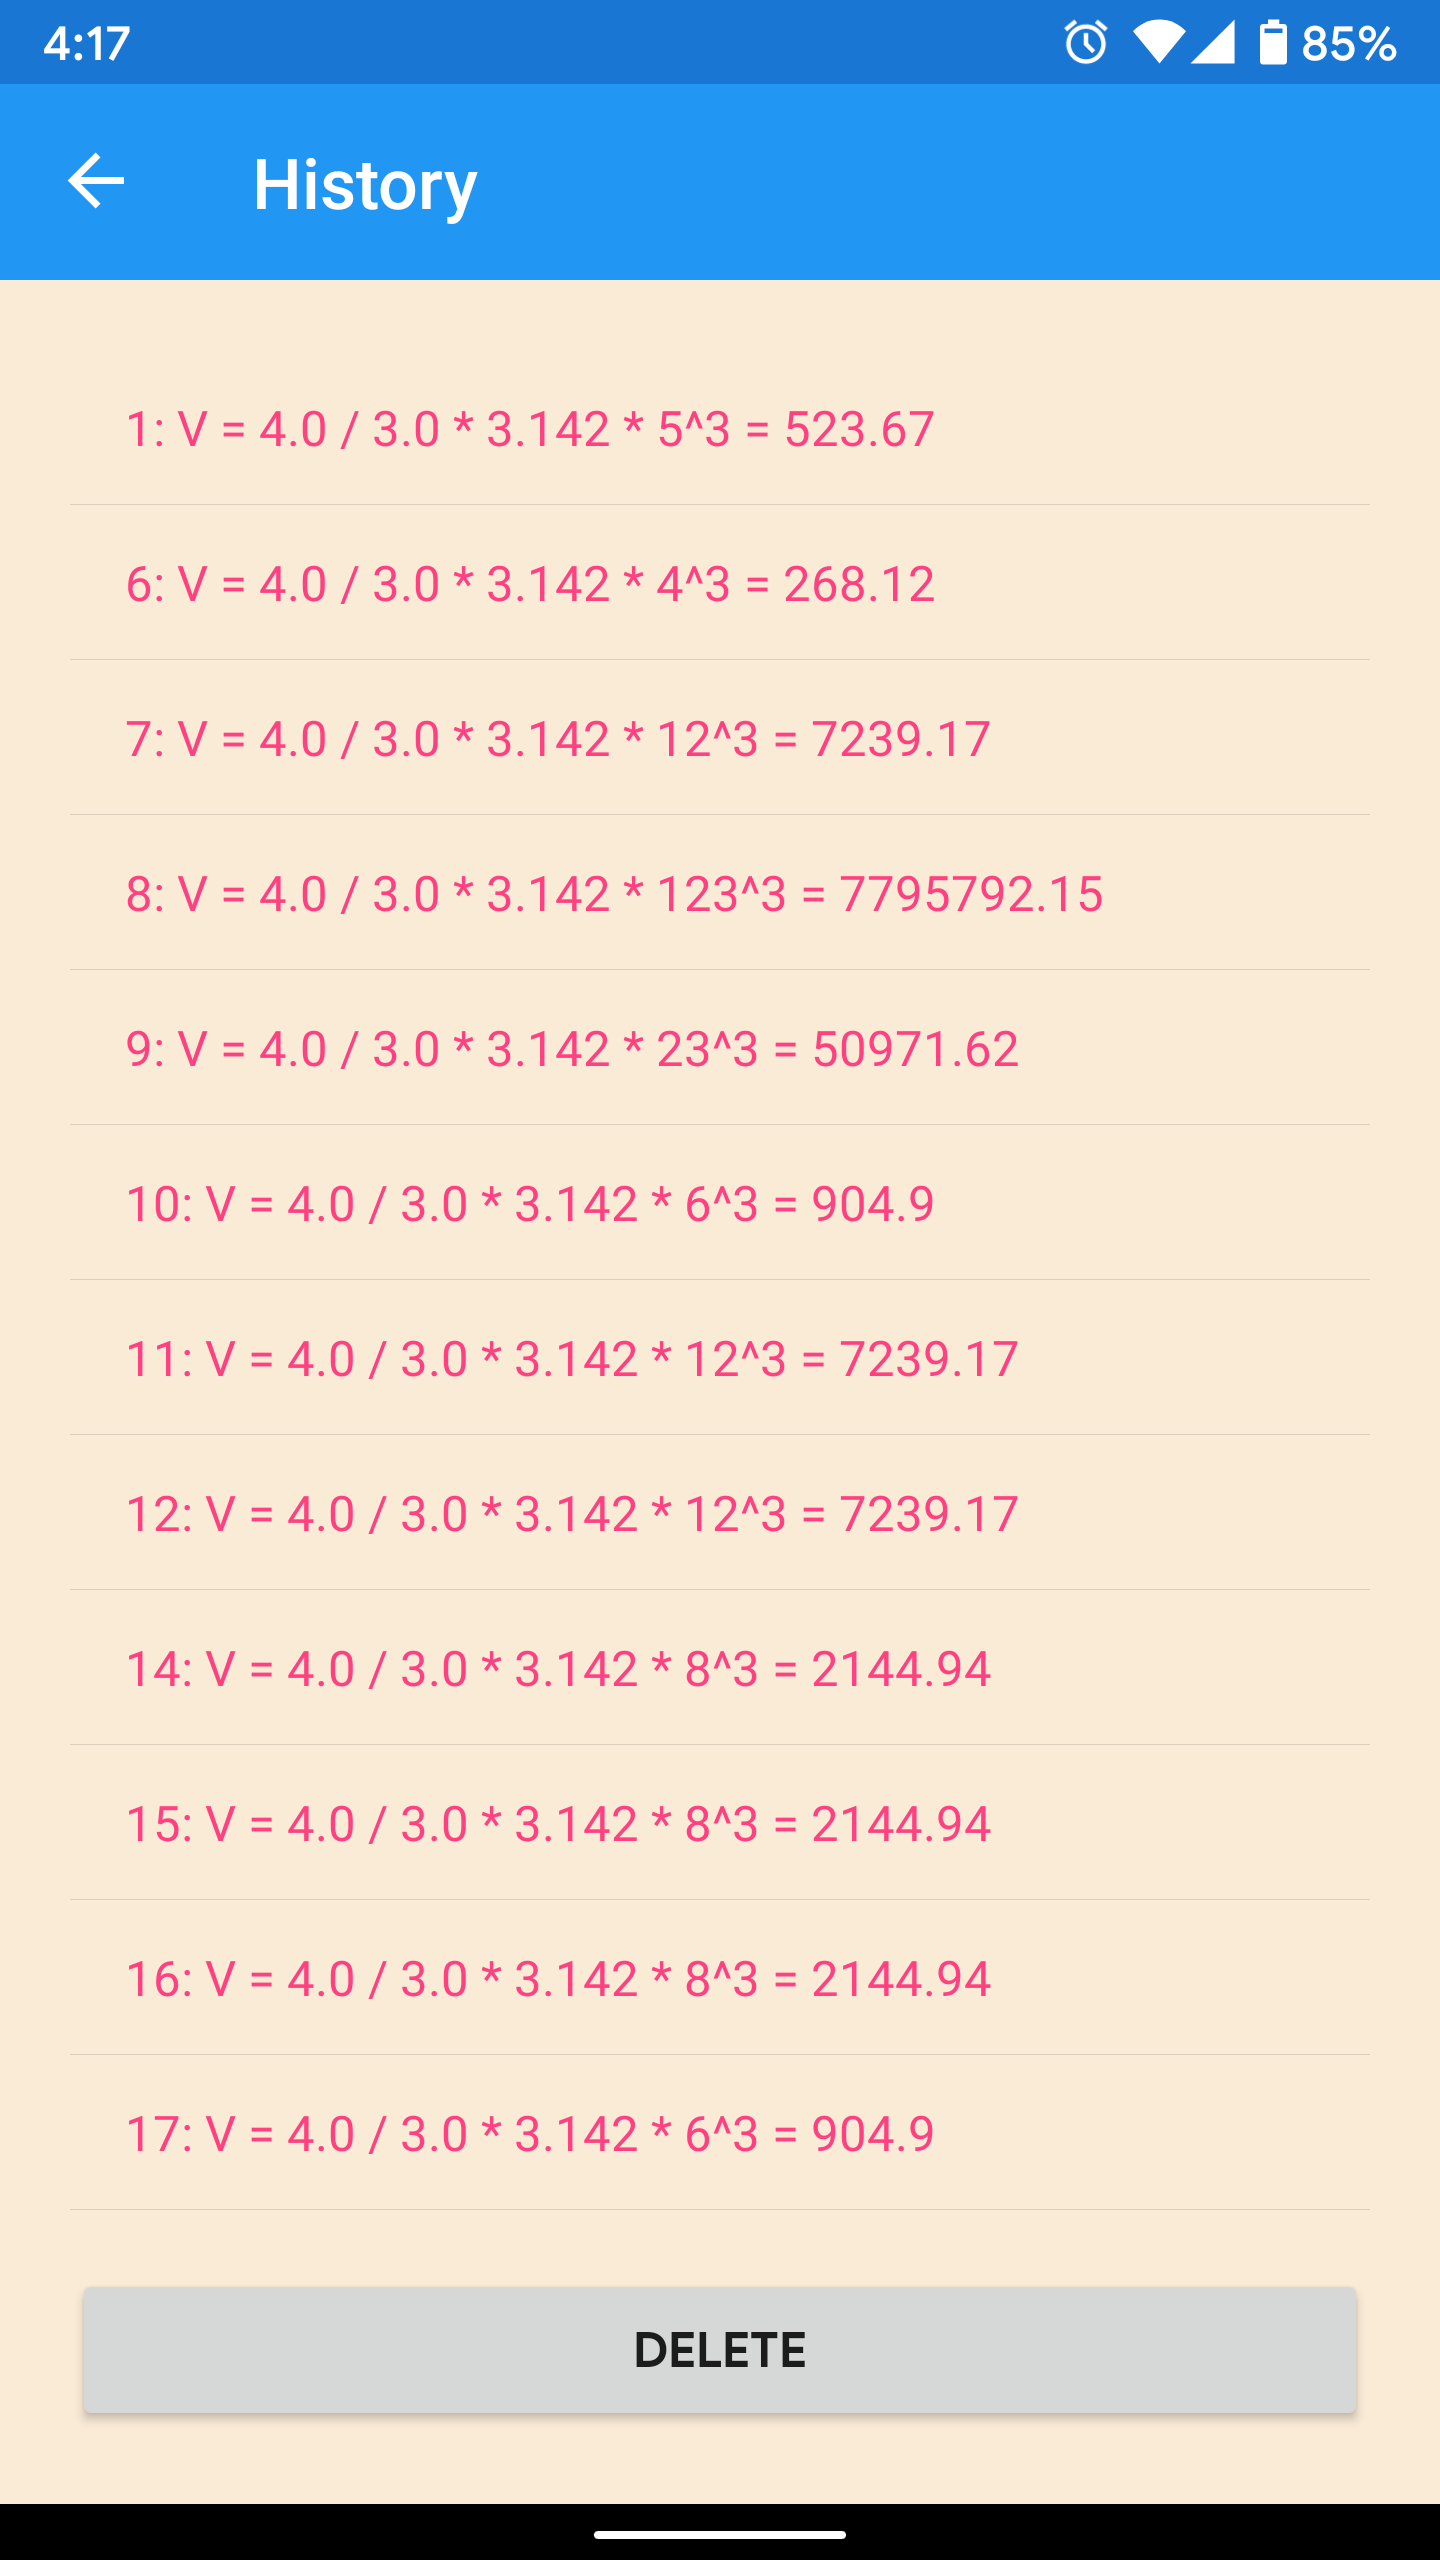 4:17
85%
History
1: V = 4.0 / 3.0 * 3.142 * 5^3 = 523.67
6: V = 4.0 / 3.0 * 3.142 * 4^3 = 268.12
7: V = 4.0 / 3.0 * 3.142 * 12^3 = 7239.17
8: V = 4.0 / 3.0 * 3.142 * 123^3 = 7795792.15
9: V = 4.0 / 3.0 * 3.142 * 23^3 = 50971.62
10: V = 4.0 / 3.0 * 3.142 * 6^3 = 904.9
11: V = 4.0 / 3.0 * 3.142 * 12^3 = 7239.17
12: V = 4.0 / 3.0 * 3.142 * 12^3 = 7239.17
14: V = 4.0 / 3.0 * 3.142 * 8^3 = 2144.94
15: V = 4.0 / 3.0 * 3.142 * 8^3 = 2144.94
16: V = 4.0 / 3.0 * 3.142 * 8^3 = 2144.94
17: V = 4.0 / 3.0 * 3.142 * 6^3 = 904.9
DELETE